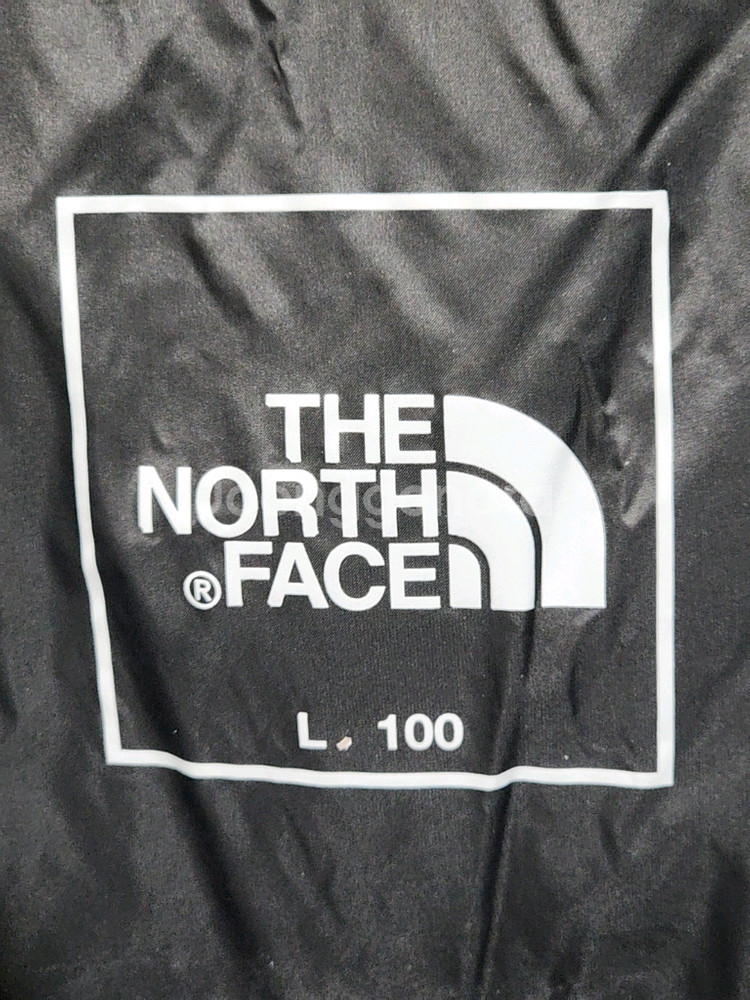 THE
NORTH
®FACE
L. 100